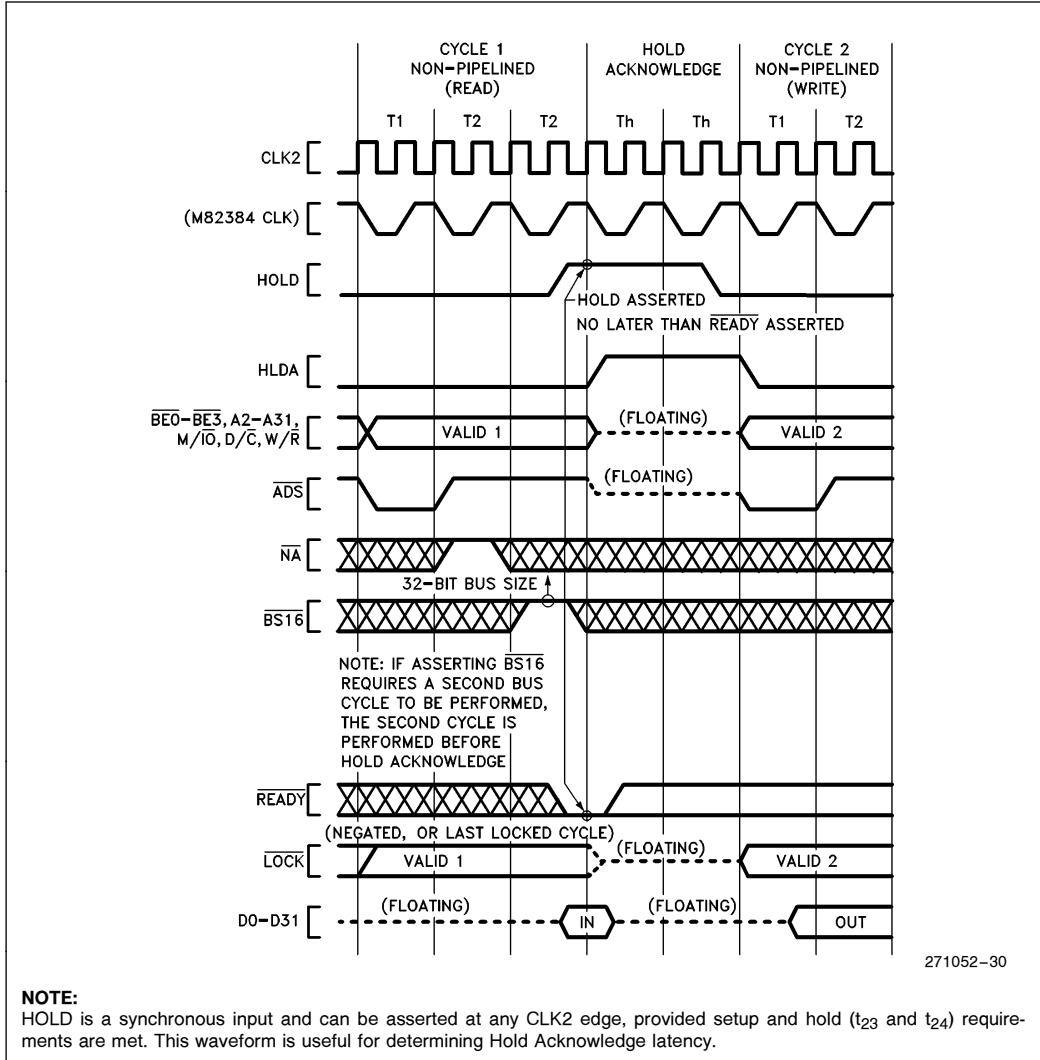 CYCLE 1
NON-PIPELINED
(READ)
HOLD
ACKNOWLEDGE
CYCLE 2
NON-PIPELINED
(WRITE)
T1 T2 T2 Th Th T1 T2
CLK2
(M82384 CLK)
HOLD
HOLD ASSERTED
NO LATER THAN READY ASSERTED
HLDA
BE0-BE3, A2-A31,
M/IO, D/C, W/R
VALID 1
(FLOATING)
VALID 2
ADS
(FLOATING)
NA
32-BIT BUS SIZE
BS16
NOTE: IF ASSERTING BS16
REQUIRES A SECOND BUS
CYCLE TO BE PERFORMED,
THE SECOND CYCLE IS
PERFORMED BEFORE
HOLD ACKNOWLEDGE
READY
(NEGATED, OR LAST LOCKED CYCLE)
LOCK
VALID 1
(FLOATING)
VALID 2
D0-D31
(FLOATING)
IN
(FLOATING)
OUT
271052-30
NOTE:
HOLD is a synchronous input and can be asserted at any CLK2 edge, provided setup and hold (t23 and t24) require-
ments are met. This waveform is useful for determining Hold Acknowledge latency.